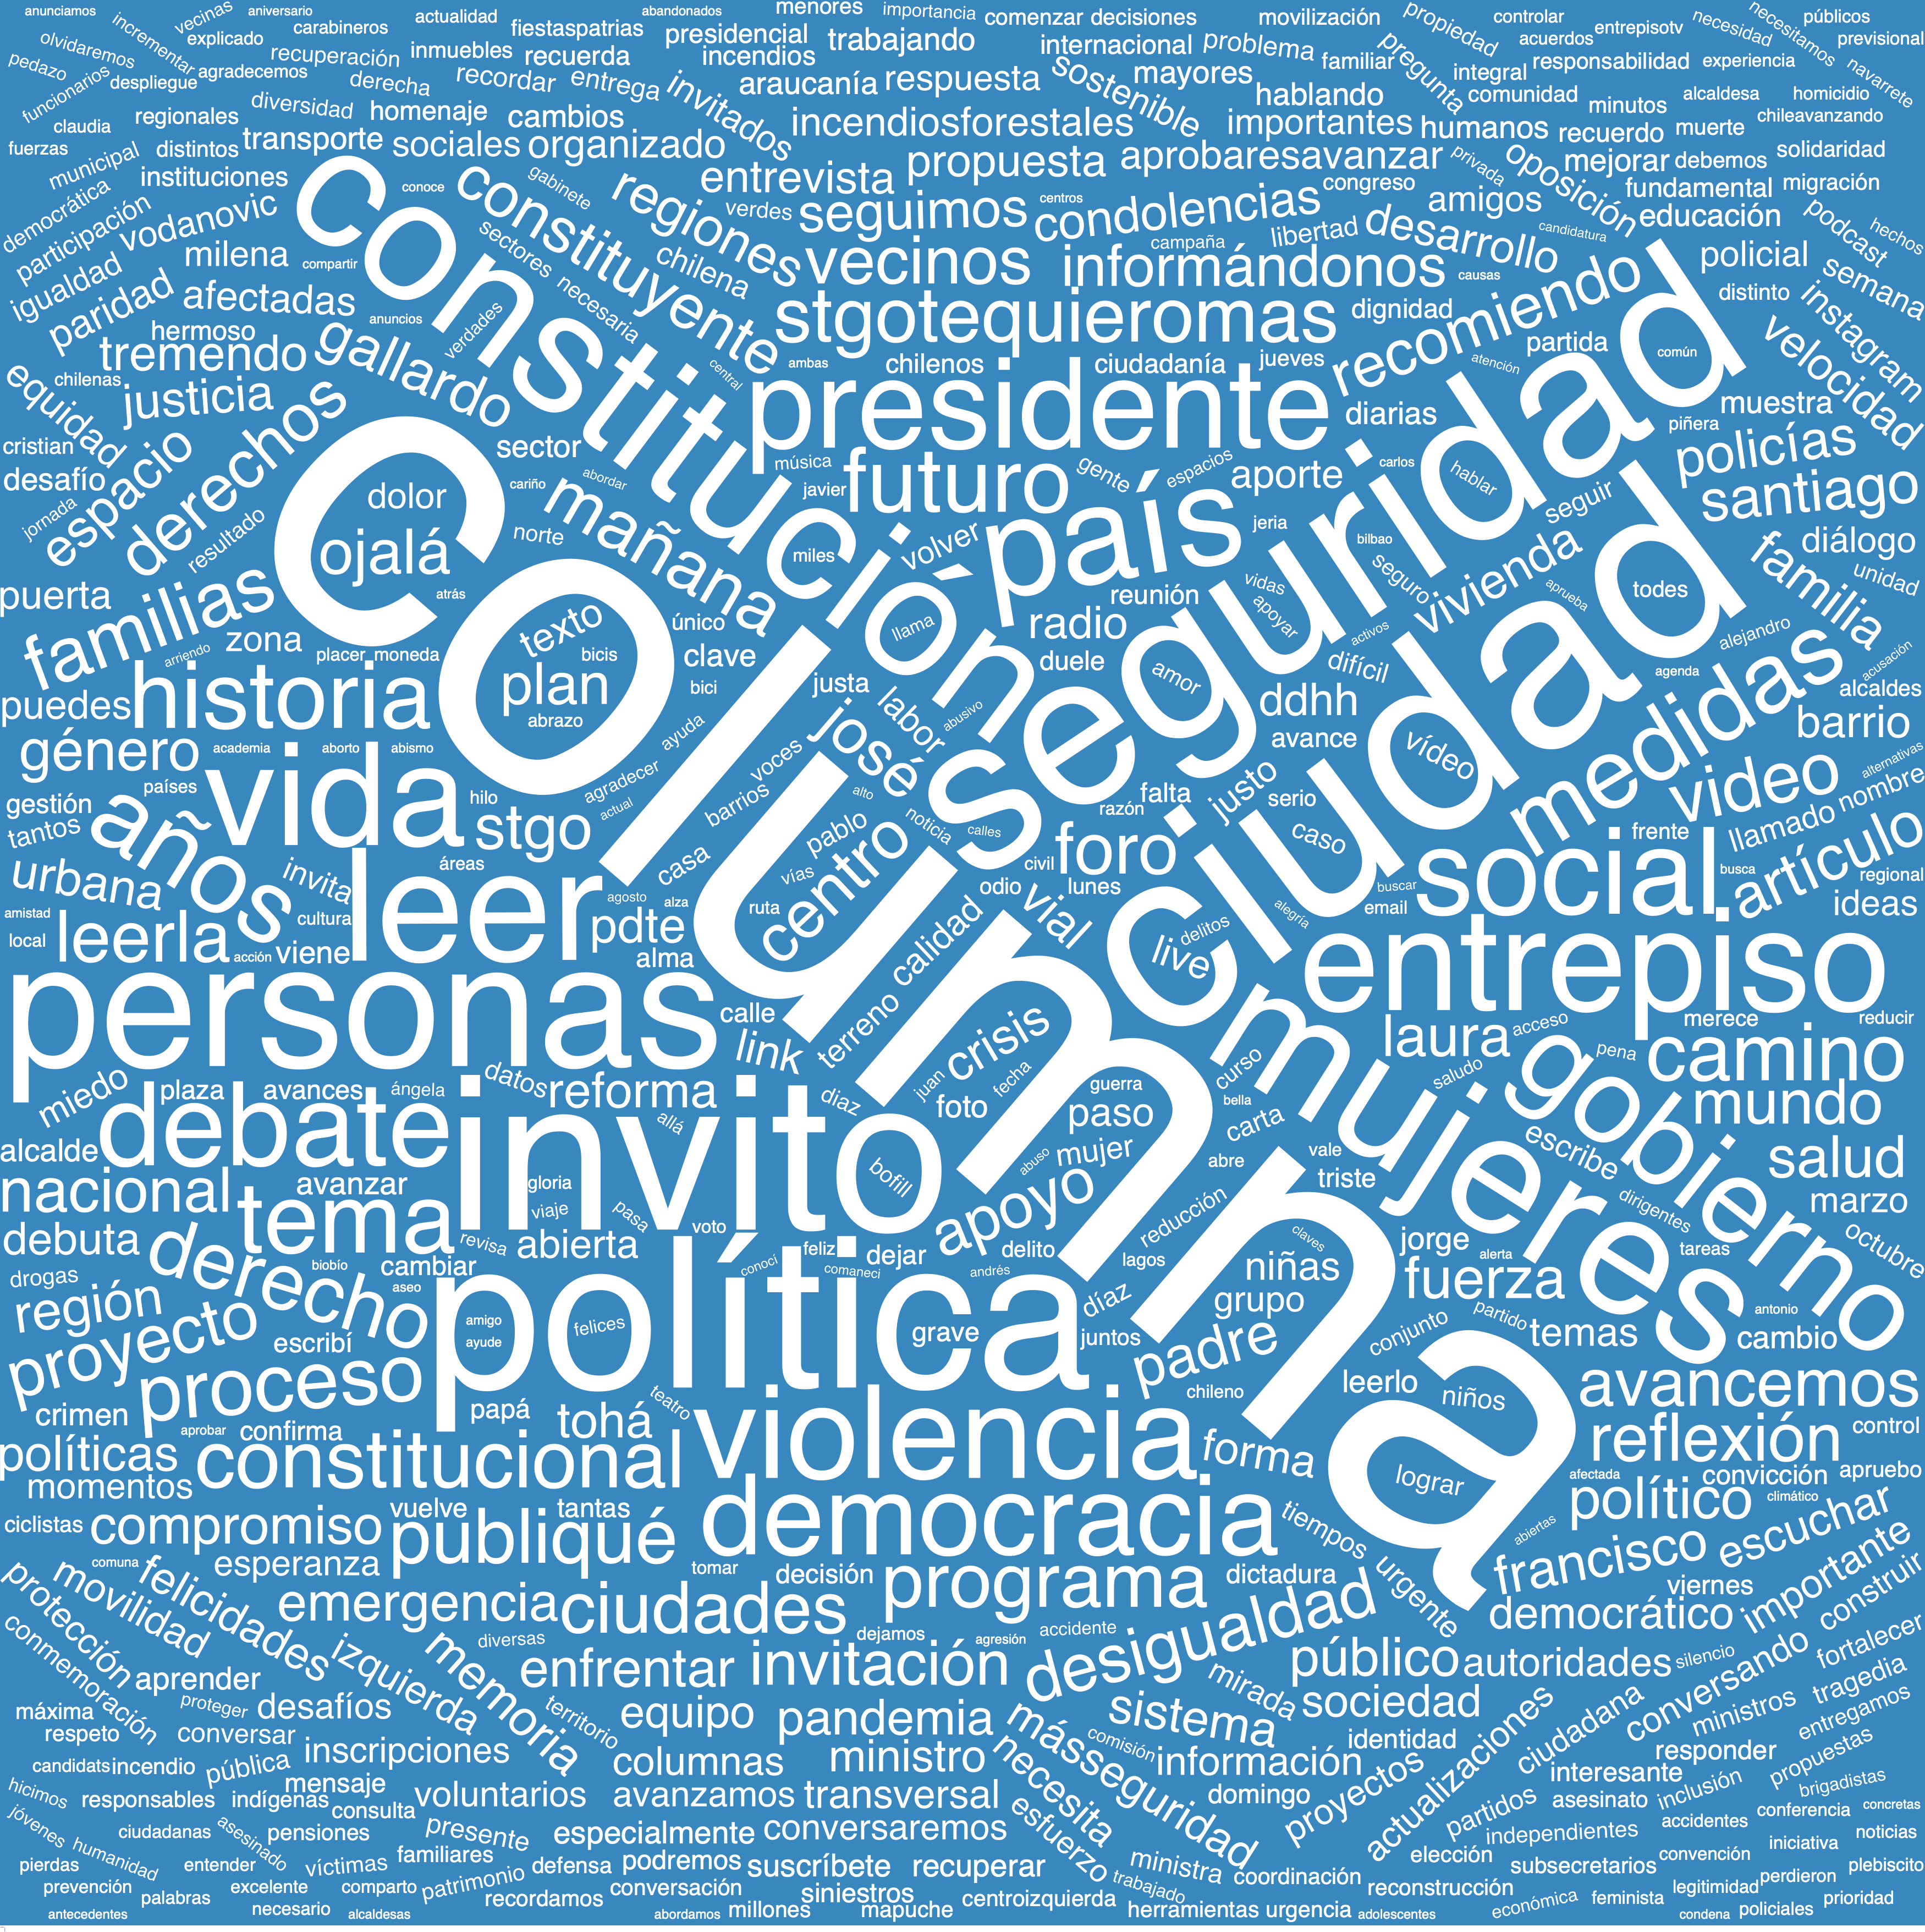 columna
constitución
seguridad
ciudad
personas
política
invito
entrepiso
presidente
mujeres
violencia
democracia
leer
vida
país
social
gobierno
debate
tema
historia
medidas
años
futuro
derecho
proceso
constitucional
publiqué
programa
ciudades
desigualdad
camino
mundo
salud
avancemos
reflexión
político
francisco
democrático
importante
escuchar
construir
stgotequieromas
informándonos
vecinos
seguimos
condolencias
constituyente
regiones
recomiendo
mañana
familias
derechos
espacio
justicia
tremendo
gallardo
equidad
paridad
igualdad
participación
democrática
municipal
anunciamos
vecinas
aniversario
incrementar
explicado
carabineros
actualidad
fiestaspatrias
abandonados
menores
importancia
comenzar
decisiones
movilización
propiedad
controlar
entrepisotv
necesidad
necesitamos
públicos
previsional
olvidaremos
pedazo
funcionarios
despliegue
agradecemos
recuperación
inmuebles
recuerda
presidencial
incendios
trabajando
internacional
problema
familiar
pregunta
acuerdos
integral
responsabilidad
experiencia
navarrete
derecha
recordar
entrega
invitados
araucanía
respuesta
sostenible
mayores
hablando
comunidad
minutos
alcaldesa
homicidio
chileavanzando
claudia
regionales
diversidad
homenaje
cambios
incendiosforestales
importantes
humanos
recuerdo
muerte
fuerzas
distintos
transporte
sociales
organizado
propuesta
aprobaresavanzar
privada
oposición
mejorar
debemos
solidaridad
instituciones
conoce
gabinete
entrevista
centros
congreso
amigos
fundamental
migración
vodanovic
milena
compartir
sectores
necesaria
chilena
verdes
campaña
libertad
desarrollo
candidatura
educación
podcast
hechos
afectadas
hermoso
anuncios
verdades
causas
dignidad
policial
semana
distinto
instagram
velocidad
chilenas
central
ambas
chilenos
ciudadanía
jueves
atención
partida
común
cristian
desafío
jornada
resultado
sector
cariño
abordar
música
javier
gente
espacios
aporte
diarias
carlos
hablar
muestra
piñera
policías
santiago
dolor
ojalá
atrás
norte
miles
volver
jeria
bilbao
seguir
seguro
vivienda
aprueba
activos
todes
diálogo
unidad
familia
puerta
zona
arriendo
placer_moneda
texto
bicis
plan
abrazo
único
clave
bici
llama
radio
reunión
duele
vidas
apoyar
amor
difícil
ddhh
avance
agenda
alejandro
acusación
alcaldes
barrio
alternativas
puedes
género
academia
aborto
abismo
países
gestión
tantos
hilo
stgo
agradecer
actual
ayuda
voces
barrios
justa
labor
abusivo
josé
alto
pablo
noticia
calles
razón
falta
justo
serio
caso
vídeo
video
nombre
llamado
frente
busca
artículo
regional
ideas
urbana
invita
cultura
áreas
agosto
alza
casa
ruta
vías
centro
foro
civil
odio
lunes
vial
alegría
buscar
email
amistad
local
leerla
acción
viene
pdte
alma
calidad
live
delitos
calle
link
terreno
crisis
juan
fecha
foto
guerra
paso
curso
bella
carta
laura
acceso
saludo
pena
merece
reducir
miedo
plaza
avances
ángela
datos
reforma
allá
diaz
alcalde
nacional
avanzar
gloria
viaje
pasa
bofill
abuso
mujer
abre
vale
triste
escribe
dirigentes
marzo
octubre
debuta
drogas
biobío
cambiar
revisa
abierta
voto
conocí
feliz
comaneci
dejar
andrés
apoyo
delito
reducción
lagos
claves
niñas
grupo
jorge
alerta
tareas
fuerza
región
proyecto
escribí
aseo
amigo
ayude
felices
grave
díaz
juntos
padre
chileno
conjunto
partido
leerlo
niños
temas
antonio
cambio
crimen
aprobar
confirma
papá
tohá
teatro
forma
lograr
control
políticas
momentos
afectada
convicción
apruebo
climático
ciclistas
compromiso
vuelve
tantas
tiempos
abiertas
comuna
esperanza
tomar
decisión
dictadura
urgente
viernes
protección
movilidad
felicidades
emergencia
dejamos
agresión
accidente
conmemoración
aprender
izquierda
memoria
diversas
enfrentar
invitación
público
autoridades
silencio
conversando
fortalecer
máxima
respeto
proteger
desafíos
conversar
territorio
equipo
pandemia
másseguridad
sistema
mirada
sociedad
identidad
actualizaciones
ciudadana
ministros
tragedia
entregamos
candidats
incendio
pública
inscripciones
columnas
ministro
necesita
comisión
información
responder
propuestas
hicimos
responsables
indígenas
mensaje
consulta
voluntarios
avanzamos
transversal
domingo
proyectos
interesante
inclusión
brigadistas
jóvenes
humanidad
ciudadanas
asesinado
pensiones
presente
especialmente
conversaremos
esfuerzo
partidos
asesinato
independientes
accidentes
conferencia
concretas
pierdas
entender
víctimas
familiares
defensa
podremos
suscríbete
recuperar
ministra
coordinación
elección
subsecretarios
convención
iniciativa
noticias
prevención
palabras
excelente
comparto
patrimonio
recordamos
conversación
siniestros
centroizquierda
trabajado
reconstrucción
legitimidad
perdieron
plebiscito
antecedentes
necesario
alcaldesas
abordamos
millones
mapuche
herramientas
urgencia
adolescentes
económica
feminista
condena
policiales
prioridad